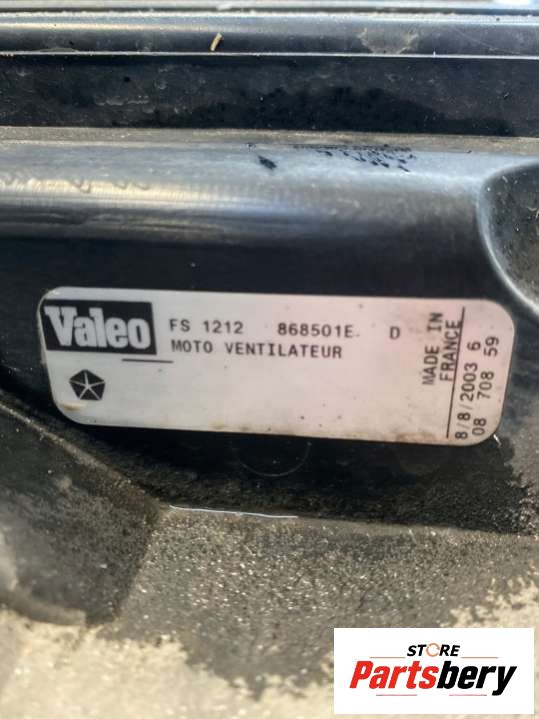 Valeo
FS 1212 868501E. D
MOTO VENTILATEUR
MADE IN
FRANCE
8/8/2003 6
08 708 59
STORE
Partsbery